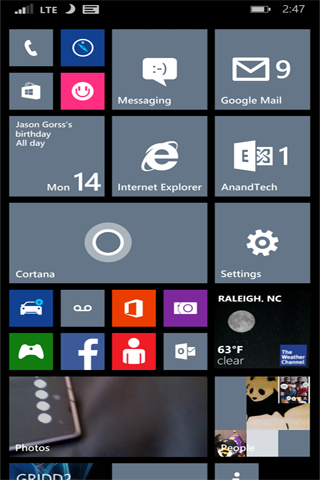 LTE
2:47
:-)
Messaging
9
Google Mail
Jason Gorss's
birthday
All day
Mon 14
Internet Explorer
1
AnandTech
Cortana
Settings
RALEIGH, NC
63°F
clear
The
Weather
Channel
Photos
People
GRIDD2